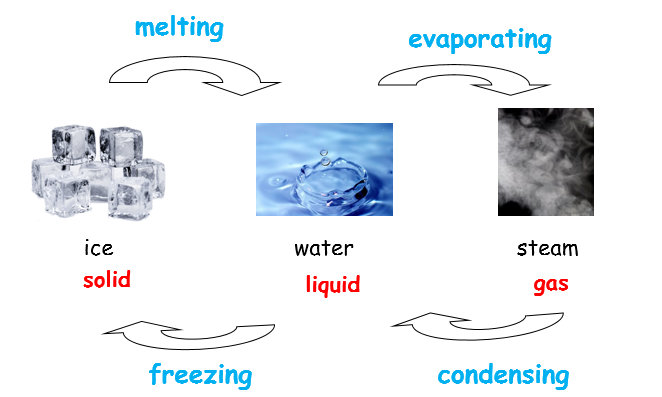 melting
evaporating
ice
water
steam
solid
liquid
gas
freezing
condensing